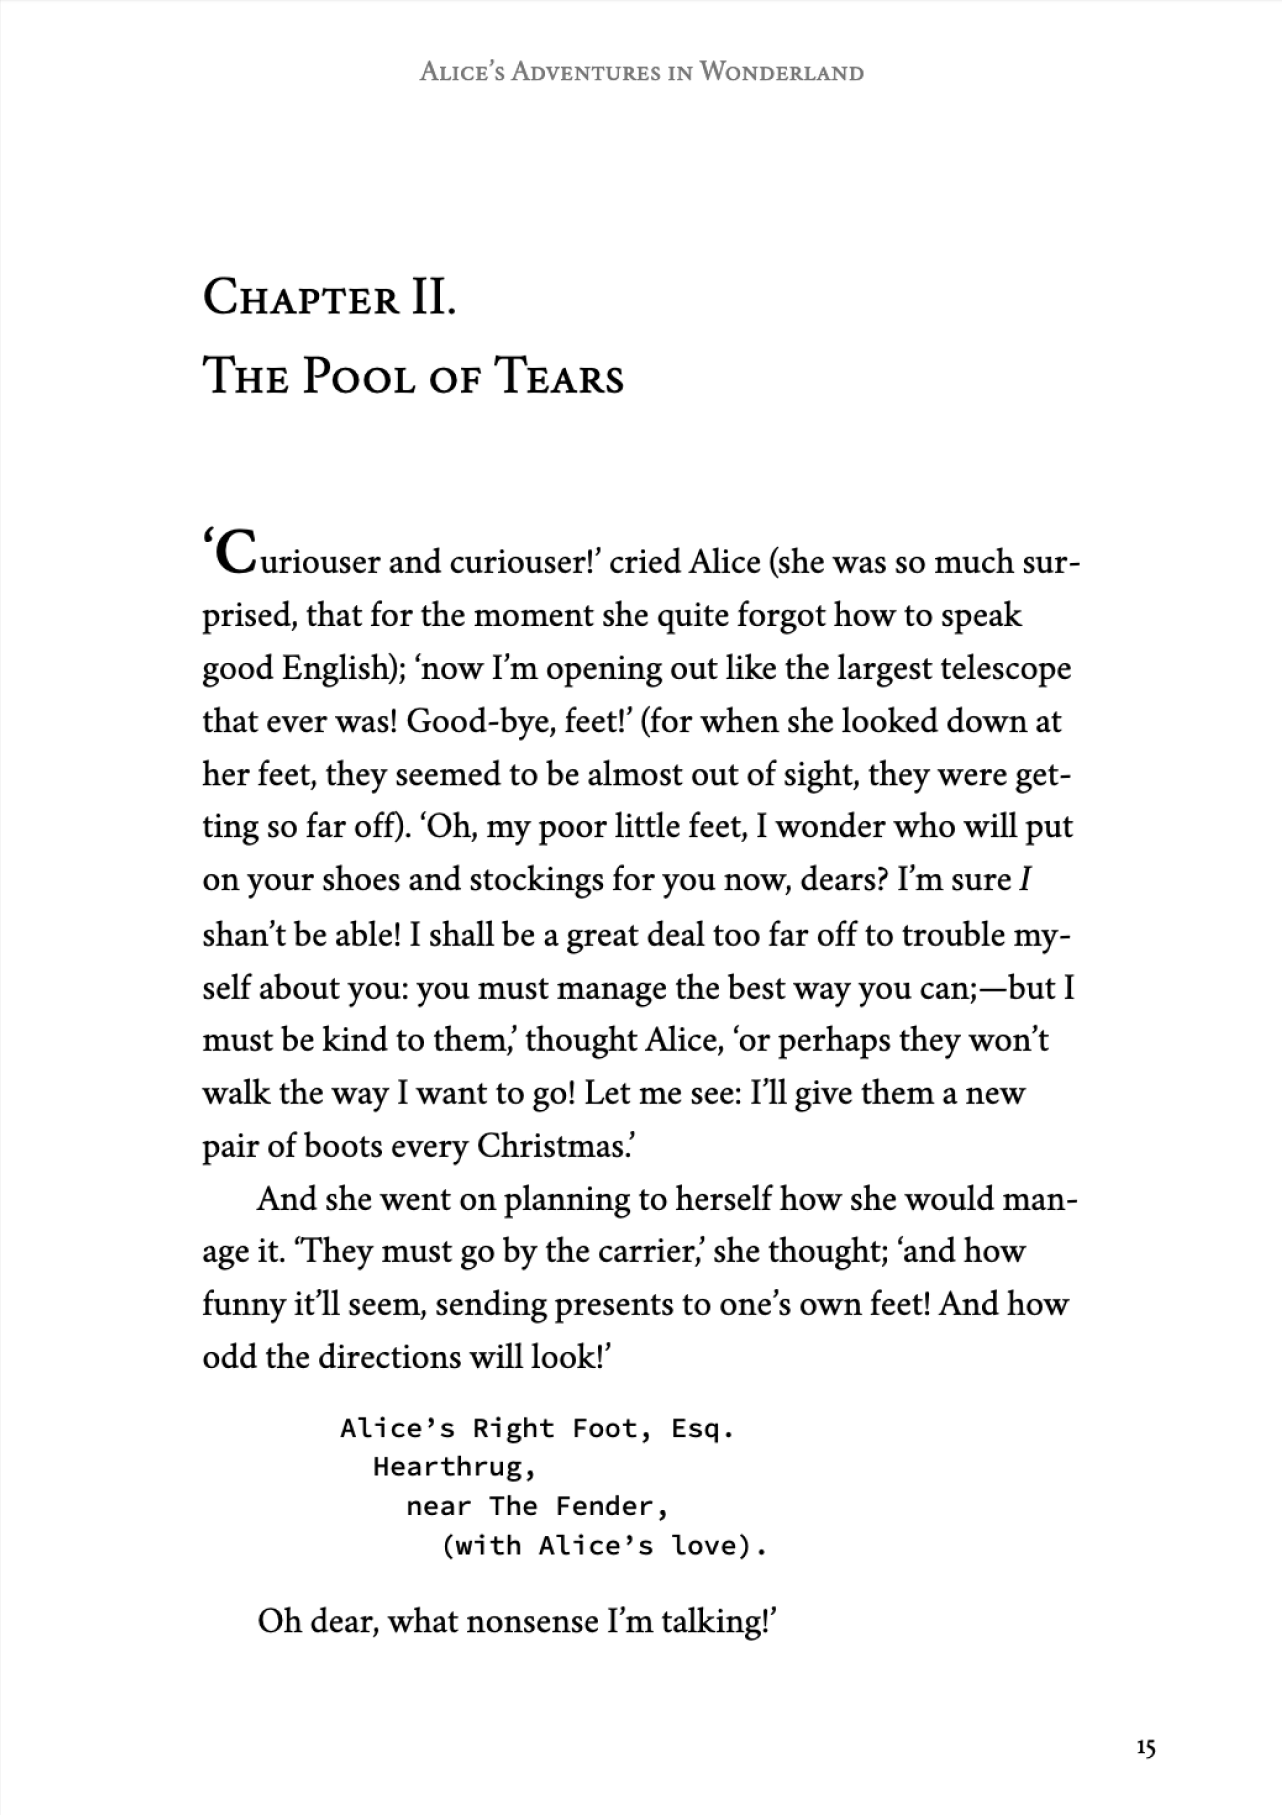 Alice’s Adventures in Wonderland
Chapter II.
The Pool of Tears
‘Curiouser and curiouser!’ cried Alice (she was so much sur-
prised, that for the moment she quite forgot how to speak
good English); ‘now I’m opening out like the largest telescope
that ever was! Good-bye, feet!’ (for when she looked down at
her feet, they seemed to be almost out of sight, they were get-
ting so far off). ‘Oh, my poor little feet, I wonder who will put
on your shoes and stockings for you now, dears? I’m sure I
shan’t be able! I shall be a great deal too far off to trouble my-
self about you: you must manage the best way you can;—but I
must be kind to them,’ thought Alice, ‘or perhaps they won’t
walk the way I want to go! Let me see: I’ll give them a new
pair of boots every Christmas.’
And she went on planning to herself how she would man-
age it. ‘They must go by the carrier,’ she thought; ‘and how
funny it’ll seem, sending presents to one’s own feet! And how
odd the directions will look!’
Alice’s Right Foot, Esq.
Hearthrug,
near The Fender,
(with Alice’s love).
Oh dear, what nonsense I’m talking!’
15